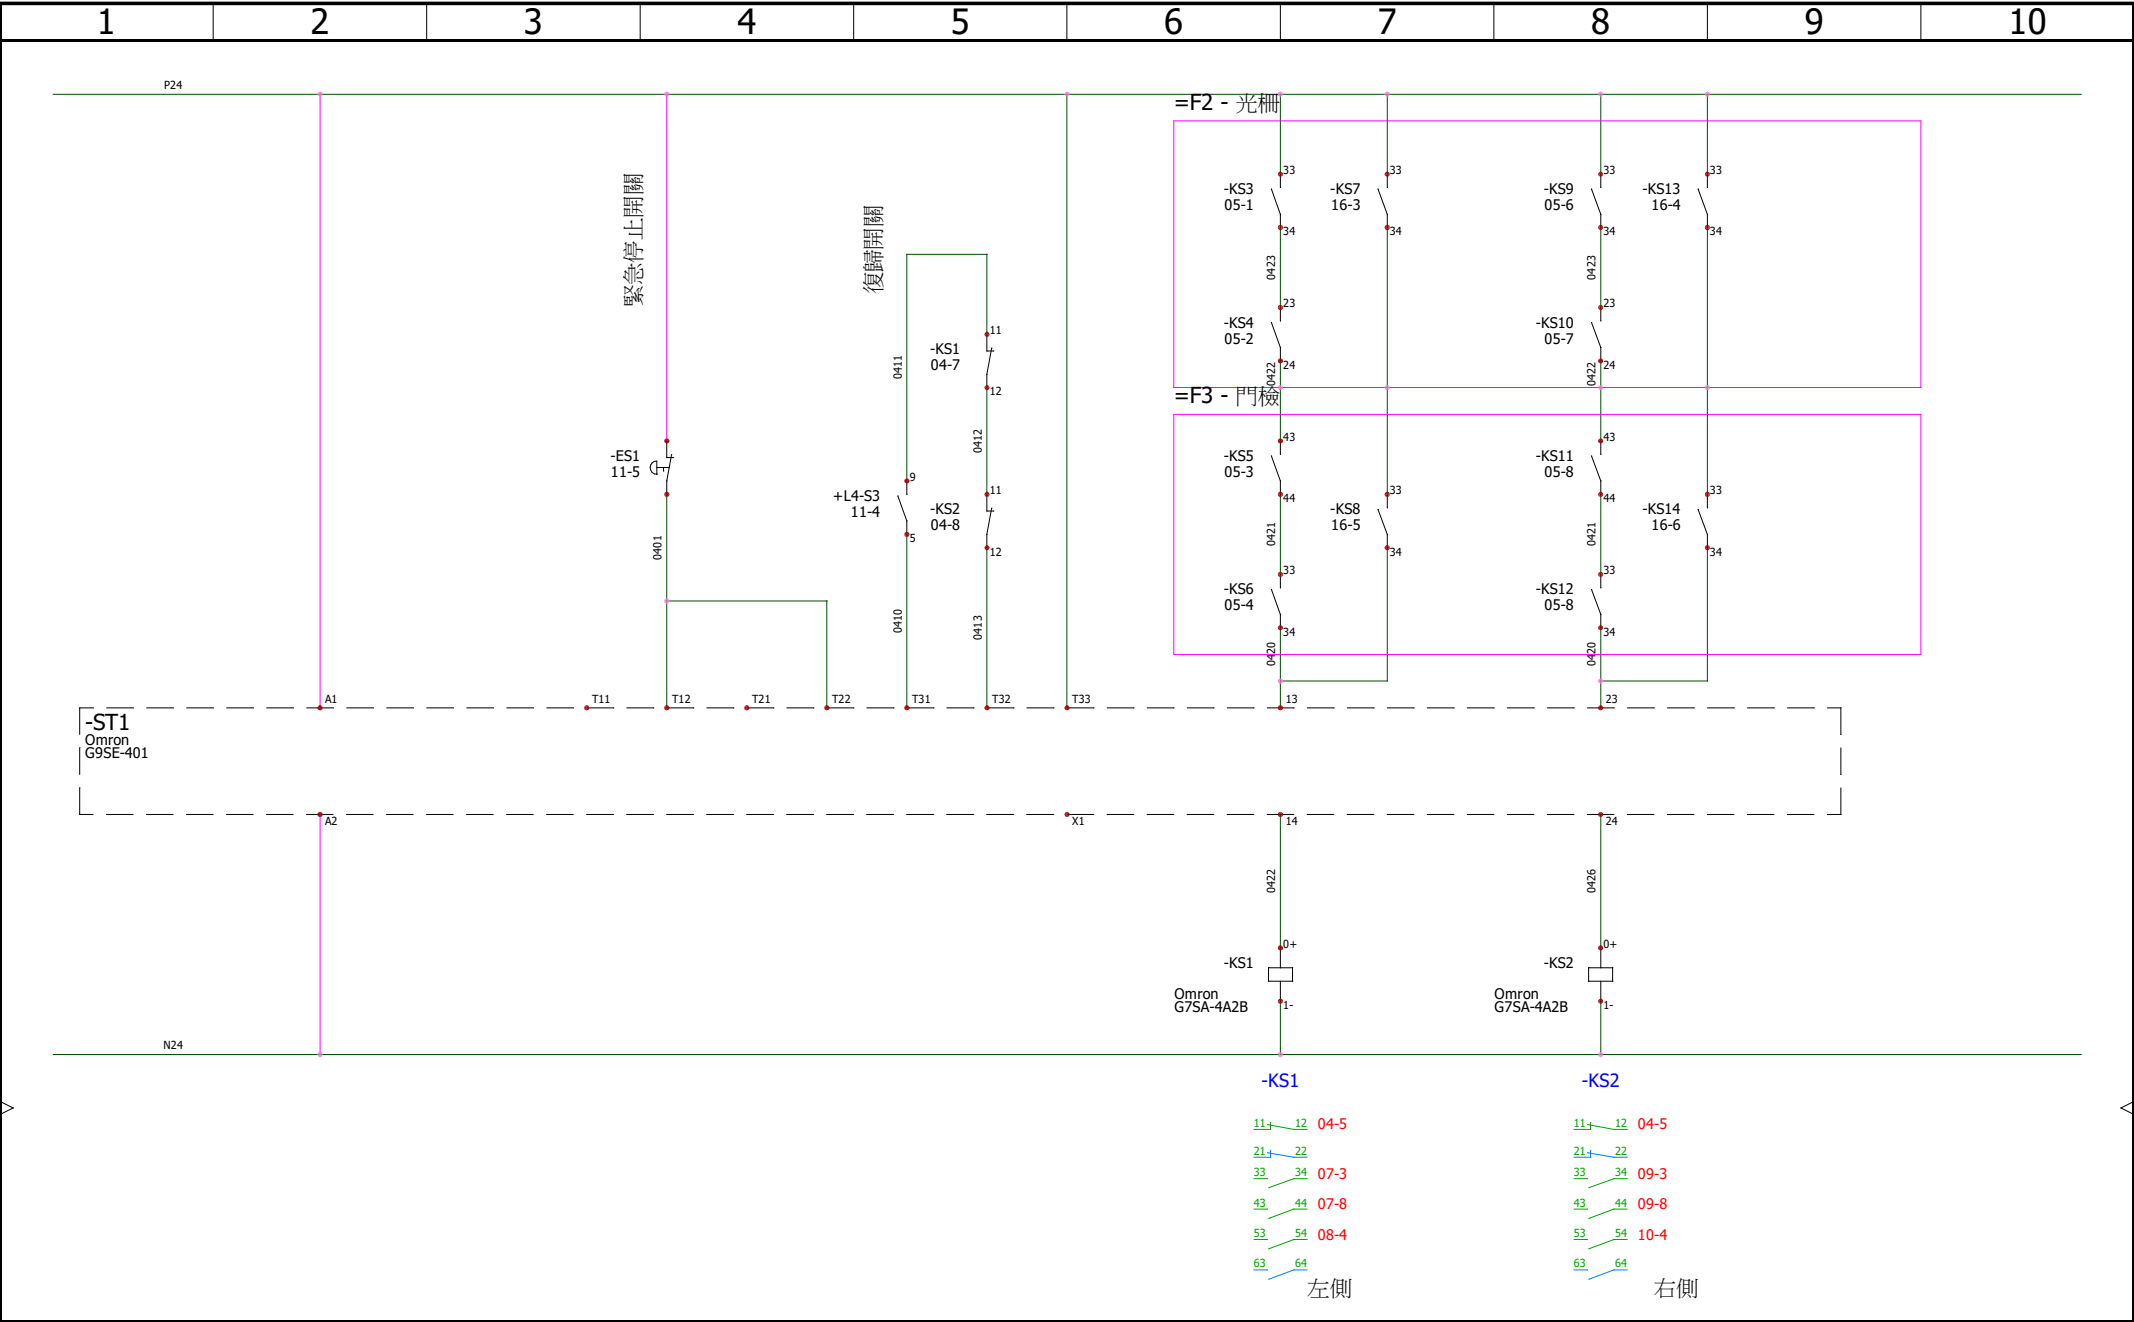 1 2 3 4 5 6 7 8 9 10
P24
=F2 - 光柵
緊急停止開關
復歸開關
33 33 33 33
-KS3
05-1
-KS7
16-3
-KS9
05-6
-KS13
16-4
34 34 34 34
0423 0423
23 23
-KS4
05-2
-KS10
05-7
24 24
0422 0422
11
-KS1
04-7
12
0411
0412
=F3 - 門檢
43 43
-ES1
11-5
-KS5
05-3
-KS11
05-8
44 44
9
+L4-S3
11-4
5
11
-KS2
04-8
12
33 33
-KS8
16-5
-KS14
16-6
34 34
0401
0421 0421
33 33
-KS6
05-4
-KS12
05-8
34 34
0410 0413
0420 0420
A1 T11 T12 T21 T22 T31 T32 T33 13 23
-ST1
Omron
G9SE-401
A2 X1 14 24
0422 0426
0+ 0+
-KS1 -KS2
Omron
G7SA-4A2B
Omron
G7SA-4A2B
1- 1-
N24
-KS1 -KS2
11 12 04-5 11 12 04-5
21 22 21 22
33 34 07-3 33 34 09-3
43 44 07-8 43 44 09-8
53 54 08-4 53 54 10-4
63 64 63 64
左側 右側